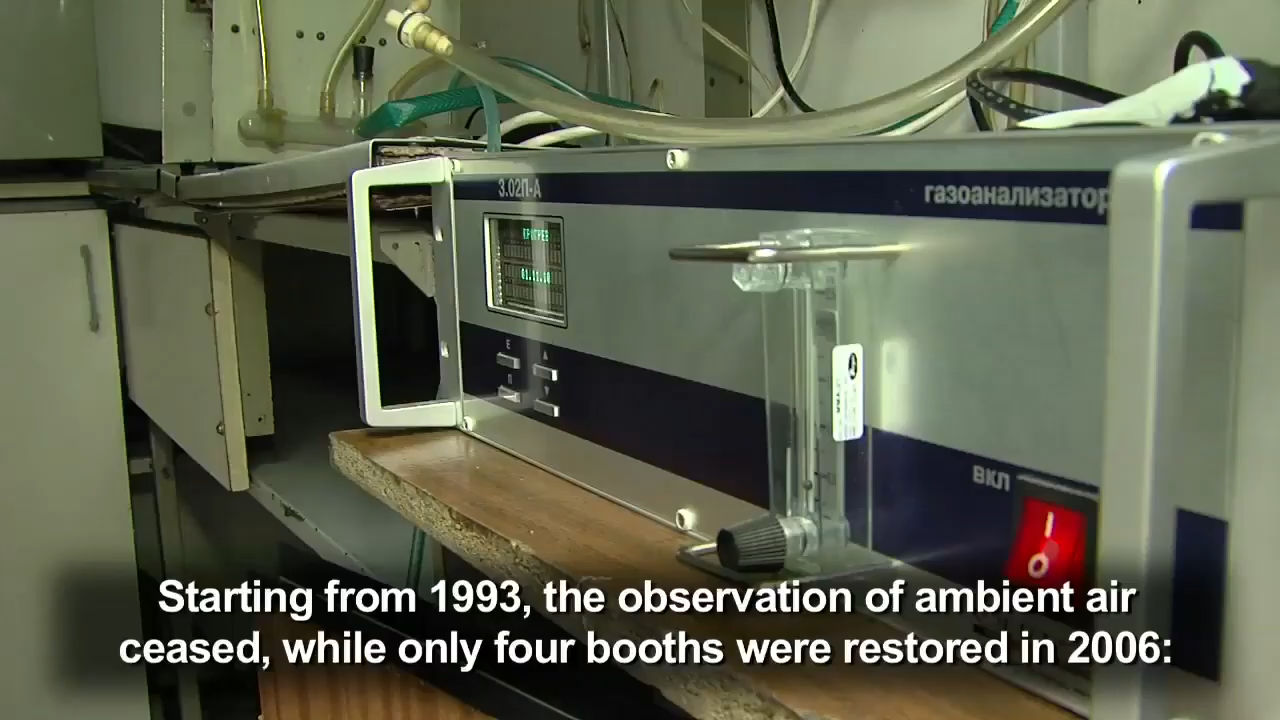 3.02П-А
газоанализатор
ПРОГРЕВ
ВКЛ
Starting from 1993, the observation of ambient air
ceased, while only four booths were restored in 2006: